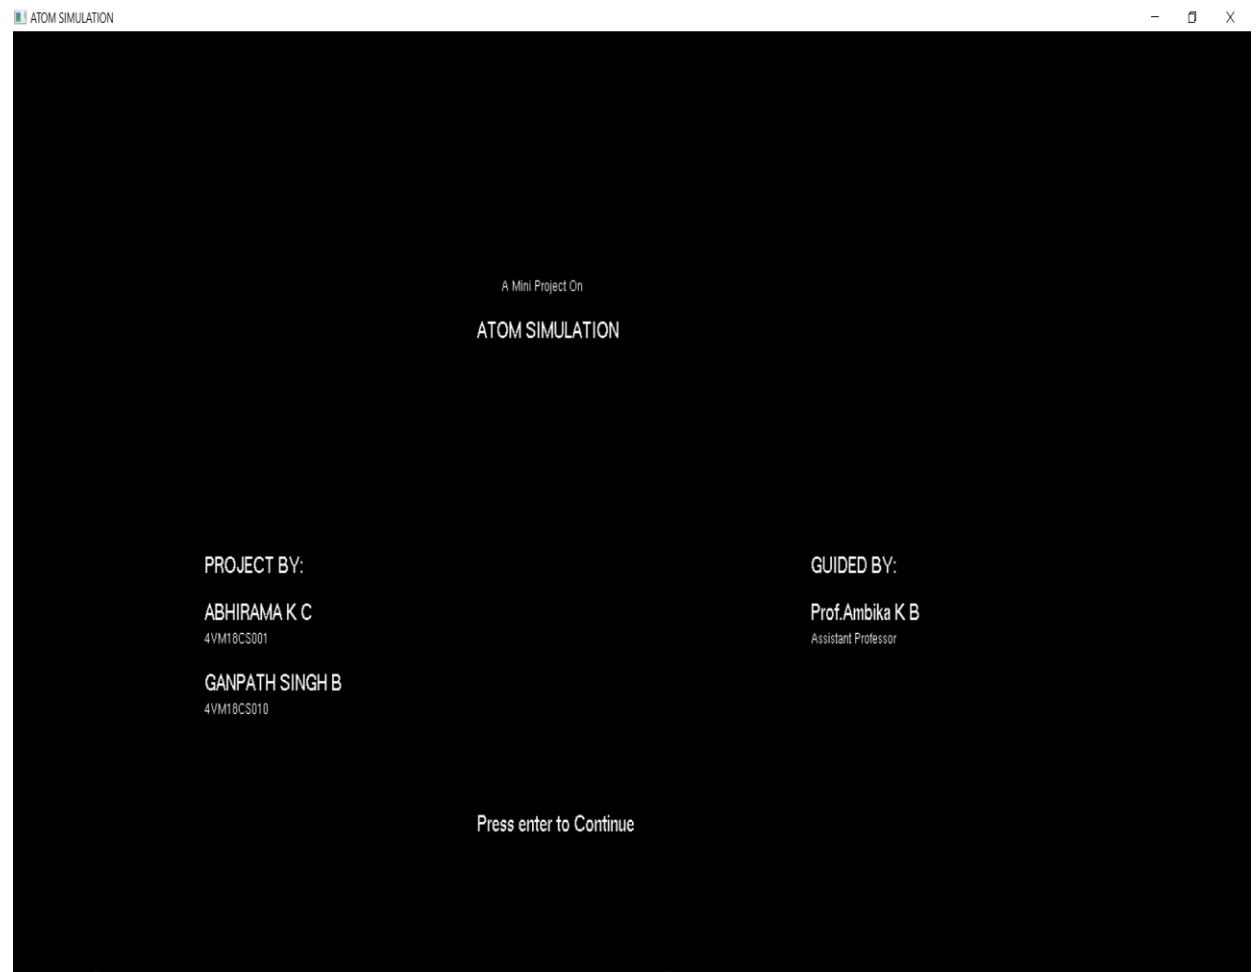 ATOM SIMULATION
A Mini Project On
ATOM SIMULATION
PROJECT BY:
ABHIRAMA K C
4VM18CS001
GANPATH SINGH B
4VM18CS010
GUIDED BY:
Prof.Ambika K B
Assistant Professor
Press enter to Continue